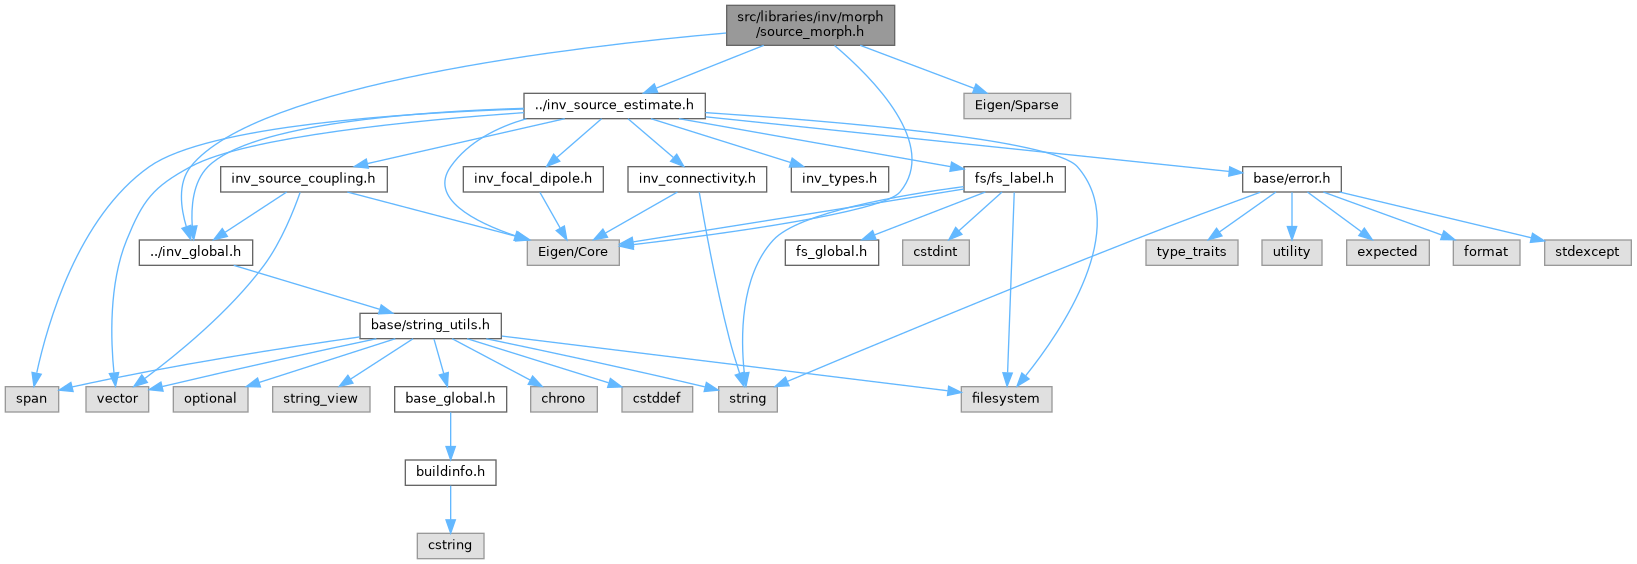 src/libraries/inv/morph
/source_morph.h
../inv_source_estimate.h
Eigen/Sparse
inv_source_coupling.h
inv_focal_dipole.h
inv_connectivity.h
inv_types.h
fs/fs_label.h
base/error.h
../inv_global.h
Eigen/Core
fs_global.h
cstdint
type_traits
utility
expected
format
stdexcept
base/string_utils.h
span
vector
optional
string_view
base_global.h
chrono
cstddef
string
filesystem
buildinfo.h
cstring